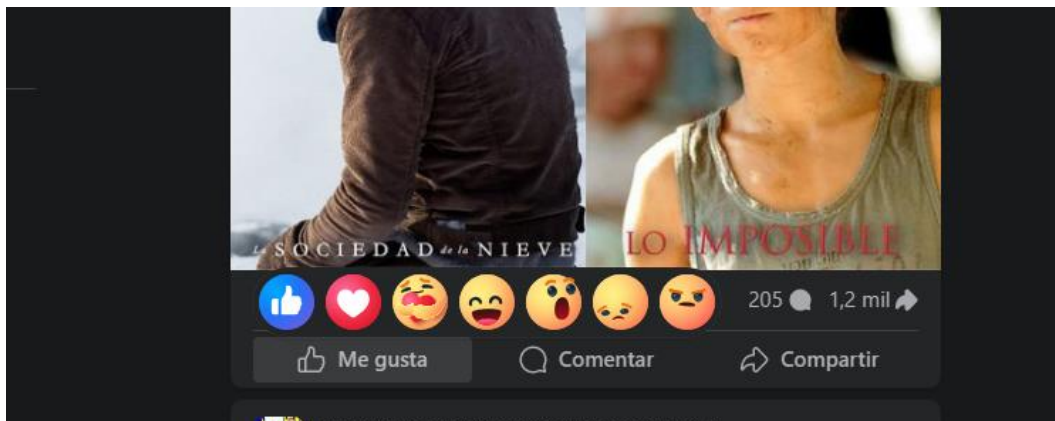 La SOCIEDAD de la NIEVE
LO IMPOSIBLE
205 1,2 mil
Me gusta Comentar Compartir